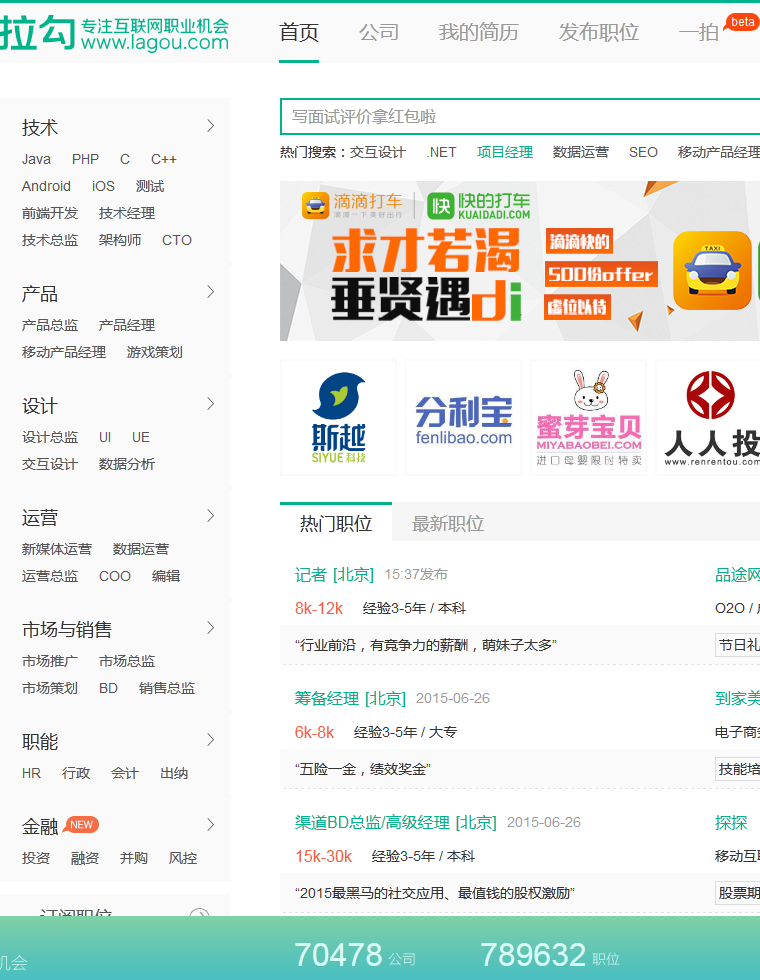 拉勾 专注互联网职业机会
www.lagou.com
首页 公司 我的简历 发布职位 一拍 beta
写面试评价拿红包啦
热门搜索：交互设计 .NET 项目经理 数据运营 SEO 移动产品经理
技术
Java PHP C C++
Android iOS 测试
前端开发 技术经理
技术总监 架构师 CTO
产品
产品总监 产品经理
移动产品经理 游戏策划
设计
设计总监 UI UE
交互设计 数据分析
运营
新媒体运营 数据运营
运营总监 COO 编辑
市场与销售
市场推广 市场总监
市场策划 BD 销售总监
职能
HR 行政 会计 出纳
金融 NEW
投资 融资 并购 风控
订阅职位
滴滴打车
滴滴一下 美好出行
快 快的打车
KUAIDADI.COM
求才若渴
垂贤遇di
滴滴快的
500份offer
虚位以待
TAXI
斯越
SIYUE 科技
分利宝
fenlibao.com
蜜芽宝贝
MIYABAOBEI.COM
进口母婴限时特卖
人人投
www.renrentou.com
热门职位 最新职位
记者 [北京] 15:37发布 品途网
8k-12k 经验3-5年 / 本科 O2O /
“行业前沿，有竞争力的薪酬，萌妹子太多” 节日礼
筹备经理 [北京] 2015-06-26 到家美
6k-8k 经验3-5年 / 大专 电子商务
“五险一金，绩效奖金” 技能培
渠道BD总监/高级经理 [北京] 2015-06-26 探探
15k-30k 经验3-5年 / 本科 移动互
“2015最黑马的社交应用、最值钱的股权激励” 股票期
机会 70478 公司 789632 职位